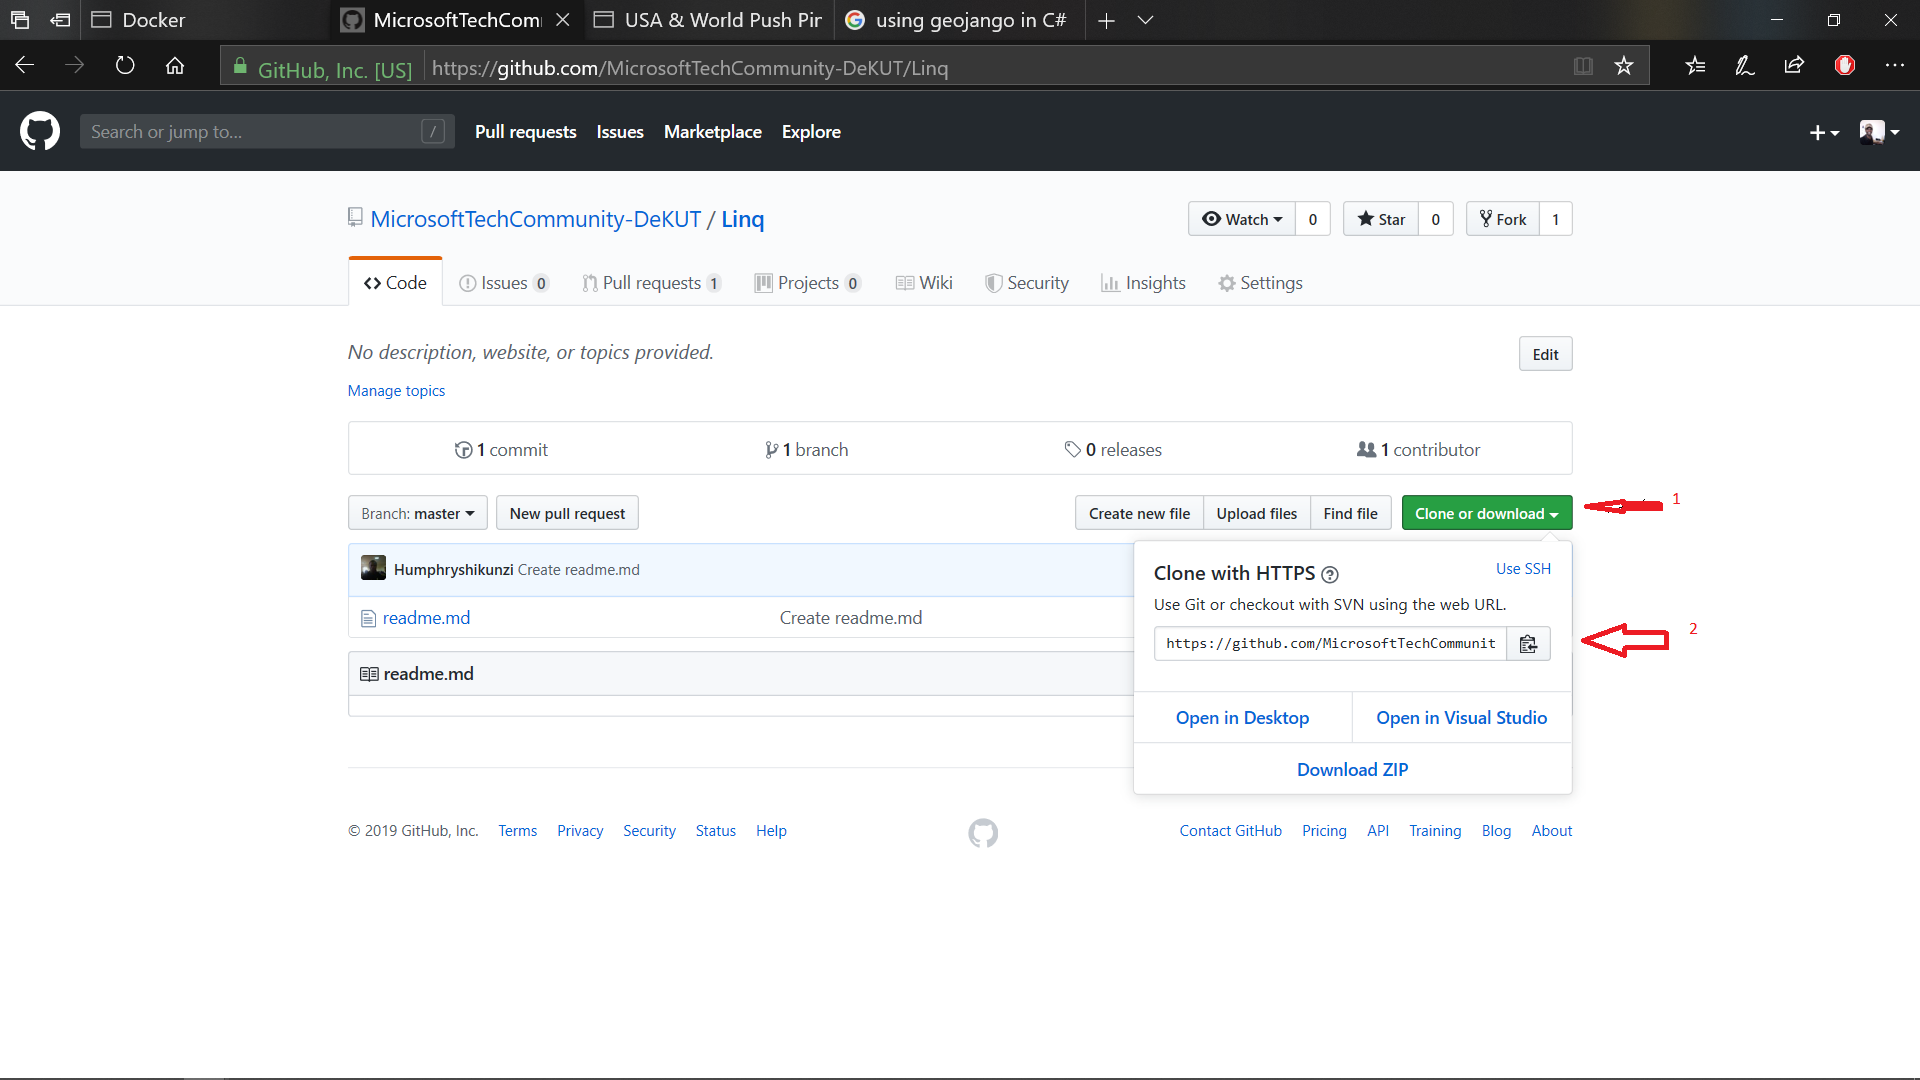 Docker
MicrosoftTechCom
USA & World Push Pin
using geojango in C#
GitHub, Inc. [US]
https://github.com/MicrosoftTechCommunity-DeKUT/Linq
Search or jump to...
/
Pull requests
Issues
Marketplace
Explore
MicrosoftTechCommunity-DeKUT / Linq
Watch 0
Star 0
Fork 1
Code
Issues 0
Pull requests 1
Projects 0
Wiki
Security
Insights
Settings
No description, website, or topics provided.
Edit
Manage topics
1 commit
1 branch
0 releases
1 contributor
Branch: master
New pull request
Create new file
Upload files
Find file
Clone or download
1
Humphryshikunzi Create readme.md
readme.md
Create readme.md
Clone with HTTPS ?
Use SSH
Use Git or checkout with SVN using the web URL.
https://github.com/MicrosoftTechCommunit
2
readme.md
Open in Desktop
Open in Visual Studio
Download ZIP
© 2019 GitHub, Inc.
Terms
Privacy
Security
Status
Help
Contact GitHub
Pricing
API
Training
Blog
About